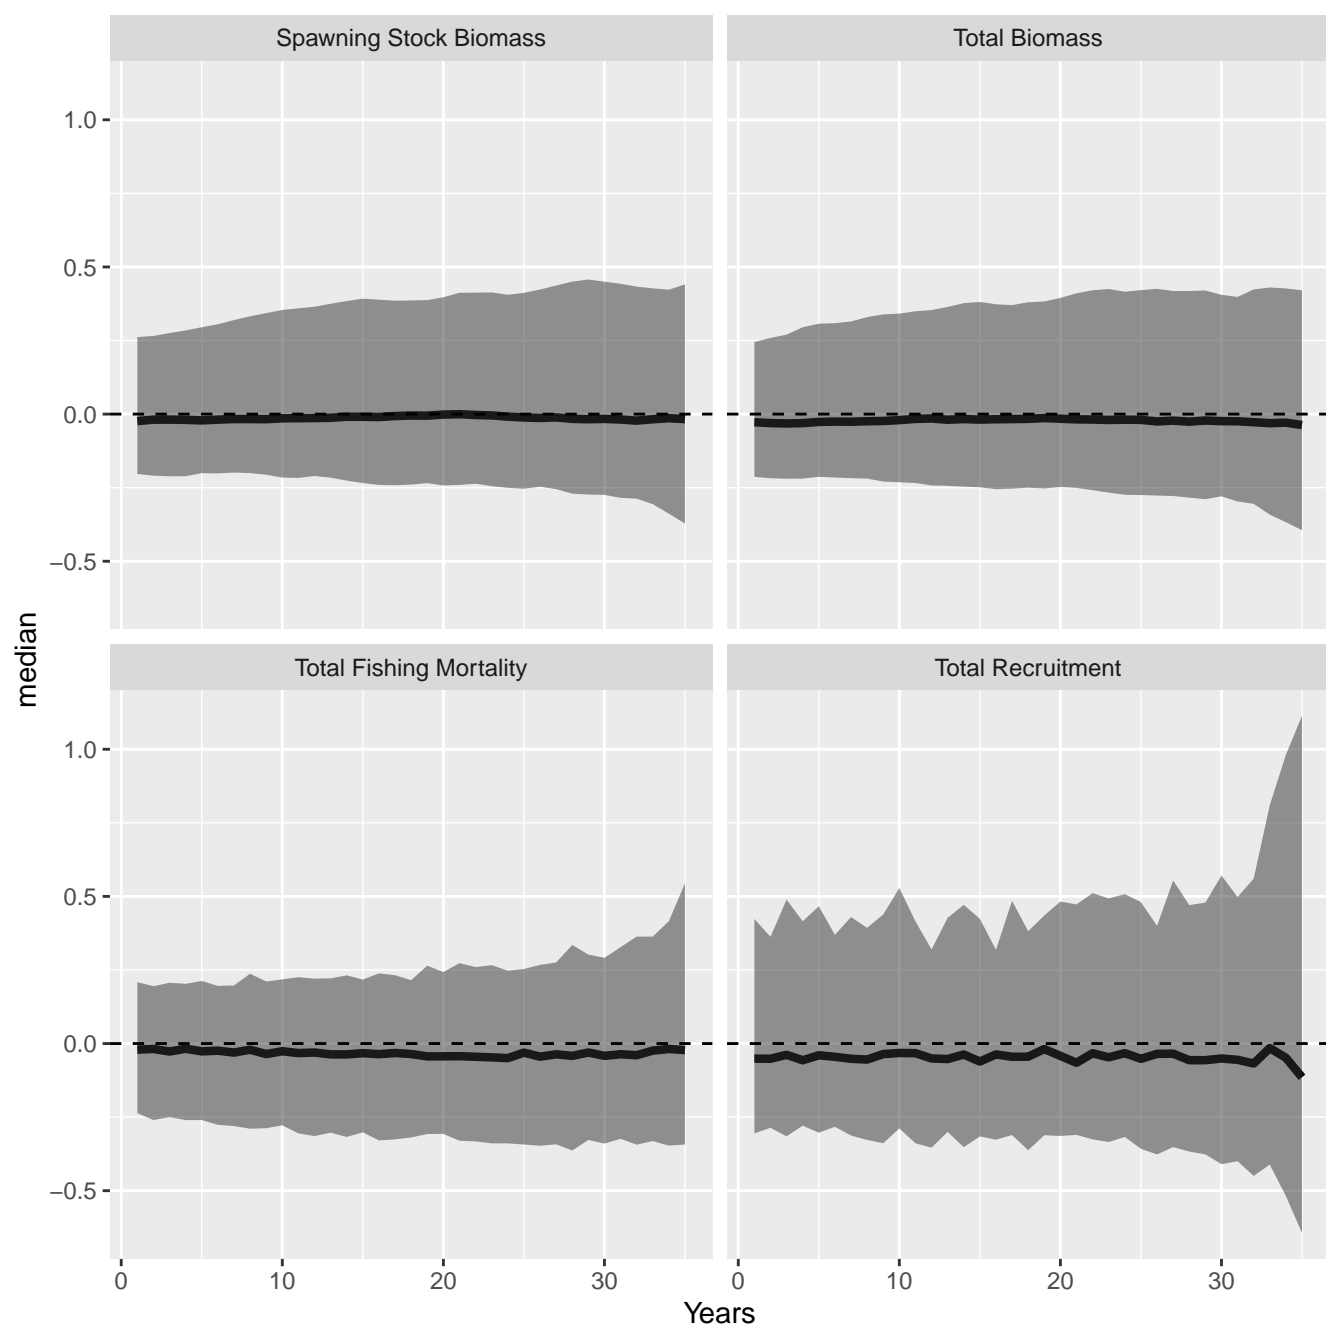 Spawning Stock Biomass
Total Biomass
1.0
0.5
0.0
−0.5
Total Fishing Mortality
Total Recruitment
1.0
0.5
0.0
−0.5
0 10 20 30
0 10 20 30
Years
median